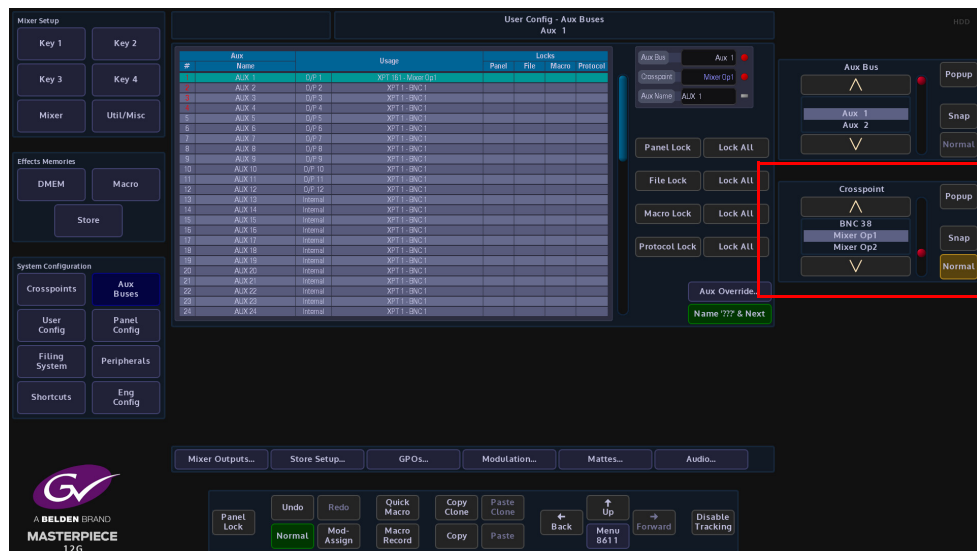 Mixer Setup
Key 1
Key 2
Key 3
Key 4
Mixer
Util/Misc
Effects Memories
DMEM
Macro
Store
System Configuration
Crosspoints
Aux
Buses
User
Config
Panel
Config
Filing
System
Peripherals
Shortcuts
Eng
Config
GV
A BELDEN BRAND
MASTERPIECE
12G
User Config - Aux Buses
Aux 1
HDD
Aux Usage Locks
# Name Panel File Macro Protocol
1 AUX 1 O/P 1 XPT 181 - Mixer Op1
2 AUX 2 O/P 2 XPT 1 - BNC 1
3 AUX 3 O/P 3 XPT 1 - BNC 1
4 AUX 4 O/P 4 XPT 1 - BNC 1
5 AUX 5 O/P 5 XPT 1 - BNC 1
6 AUX 6 O/P 6 XPT 1 - BNC 1
7 AUX 7 O/P 7 XPT 1 - BNC 1
8 AUX 8 O/P 8 XPT 1 - BNC 1
9 AUX 9 O/P 9 XPT 1 - BNC 1
10 AUX 10 O/P 10 XPT 1 - BNC 1
11 AUX 11 O/P 11 XPT 1 - BNC 1
12 AUX 12 O/P 12 XPT 1 - BNC 1
13 AUX 13 Internal XPT 1 - BNC 1
14 AUX 14 Internal XPT 1 - BNC 1
15 AUX 15 Internal XPT 1 - BNC 1
16 AUX 16 Internal XPT 1 - BNC 1
17 AUX 17 Internal XPT 1 - BNC 1
18 AUX 18 Internal XPT 1 - BNC 1
19 AUX 19 Internal XPT 1 - BNC 1
20 AUX 20 Internal XPT 1 - BNC 1
21 AUX 21 Internal XPT 1 - BNC 1
22 AUX 22 Internal XPT 1 - BNC 1
23 AUX 23 Internal XPT 1 - BNC 1
24 AUX 24 Internal XPT 1 - BNC 1
Aux Bus Aux 1
Crosspoint Mixer Op1
Aux Name AUX 1
Panel Lock Lock All
File Lock Lock All
Macro Lock Lock All
Protocol Lock Lock All
Aux Override...
Name '???' & Next
Aux Bus
Aux 1
Aux 2
Popup
Snap
Normal
Crosspoint
BNC 38
Mixer Op1
Mixer Op2
Popup
Snap
Normal
Mixer Outputs... Store Setup... GPOs... Modulation... Mattes... Audio...
Panel
Lock
Undo
Redo
Quick
Macro
Copy
Clone
Paste
Clone
Normal
Mod-
Assign
Macro
Record
Copy
Paste
Back
Up
Menu
8611
Forward
Disable
Tracking